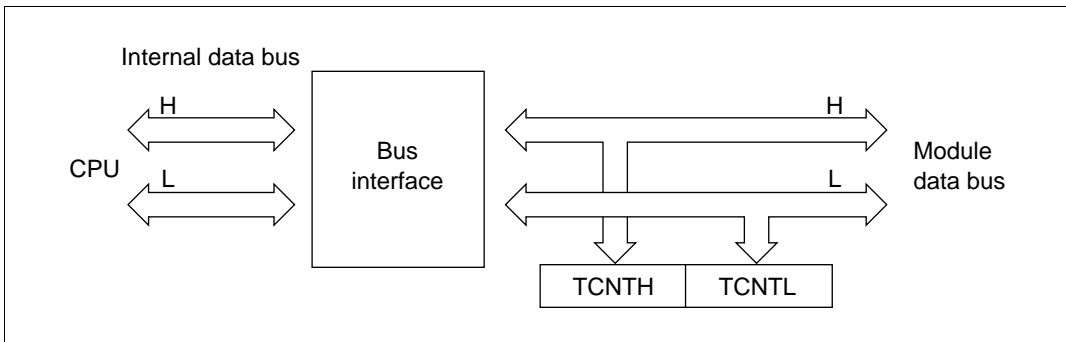 Internal data bus
H
H
CPU
Bus
interface
Module
data bus
L
L
TCNTH
TCNTL